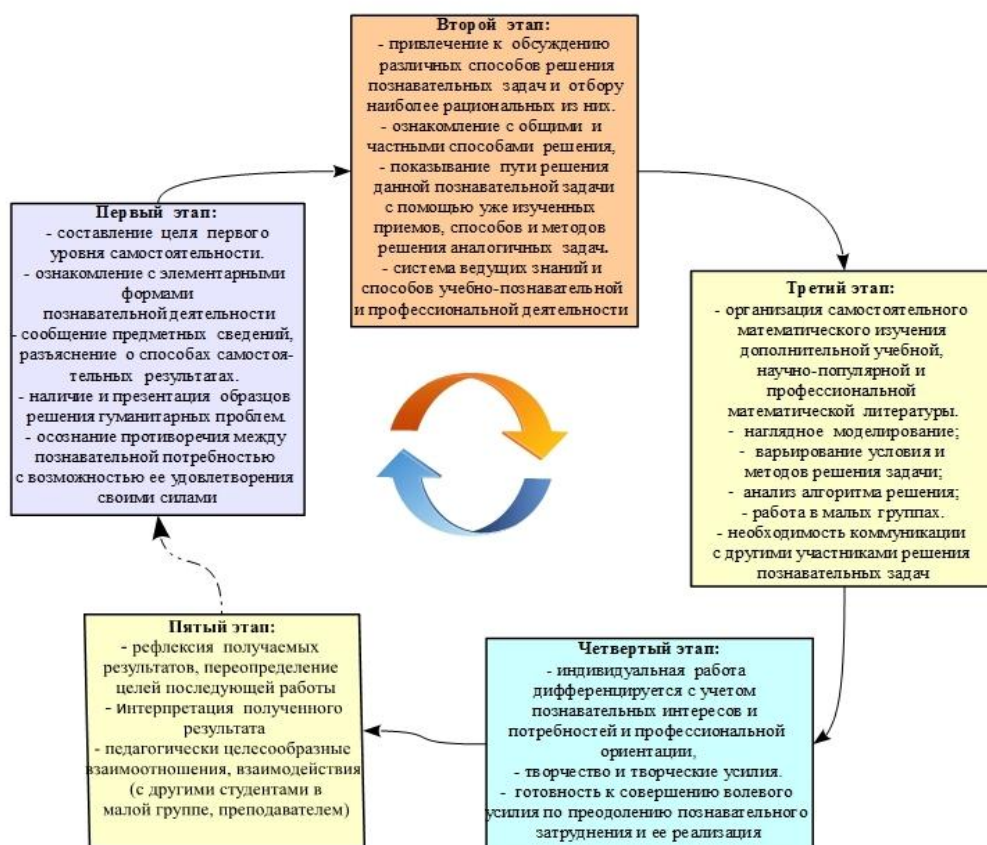 Второй этап:
- привлечение к обсуждению
различных способов решения
познавательных задач и отбору
наиболее рациональных из них.
- ознакомление с общими и
частными способами решения,
- показывание пути решения
данной познавательной задачи
с помощью уже изученных
приемов, способов и методов
решения аналогичных задач.
- система ведущих знаний и
способов учебно-познавательной
и профессиональной деятельности
Первый этап:
- составление целя первого
уровня самостоятельности.
- ознакомление с элементарными
формами
познавательной деятельности
- сообщение предметных сведений,
разъяснение о способах самостоя-
тельных результатах.
- наличие и презентация образцов
решения гуманитарных проблем.
- осознание противоречия между
познавательной потребностью
с возможностью ее удовлетворения
своими силами
Третий этап:
- организация самостоятельного
математического изучения
дополнительной учебной,
научно-популярной и
профессиональной
математической литературы.
- наглядное моделирование;
- варьирование условия и
методов решения задачи;
- анализ алгоритма решения;
- работа в малых группах.
- необходимость коммуникации
с другими участниками решения
познавательных задач
Четвертый этап:
- индивидуальная работа
дифференцируется с учетом
познавательных интересов и
потребностей и профессиональной
ориентации,
- творчество и творческие усилия.
- готовность к совершению волевого
усилия по преодолению познавательного
затруднения и ее реализация
Пятый этап:
- рефлексия получаемых
результатов, переопределение
целей последующей работы
- Интерпретация полученного
результата
- педагогически целесообразные
взаимоотношения, взаимодействия
(с другими студентами в
малой группе, преподавателем)